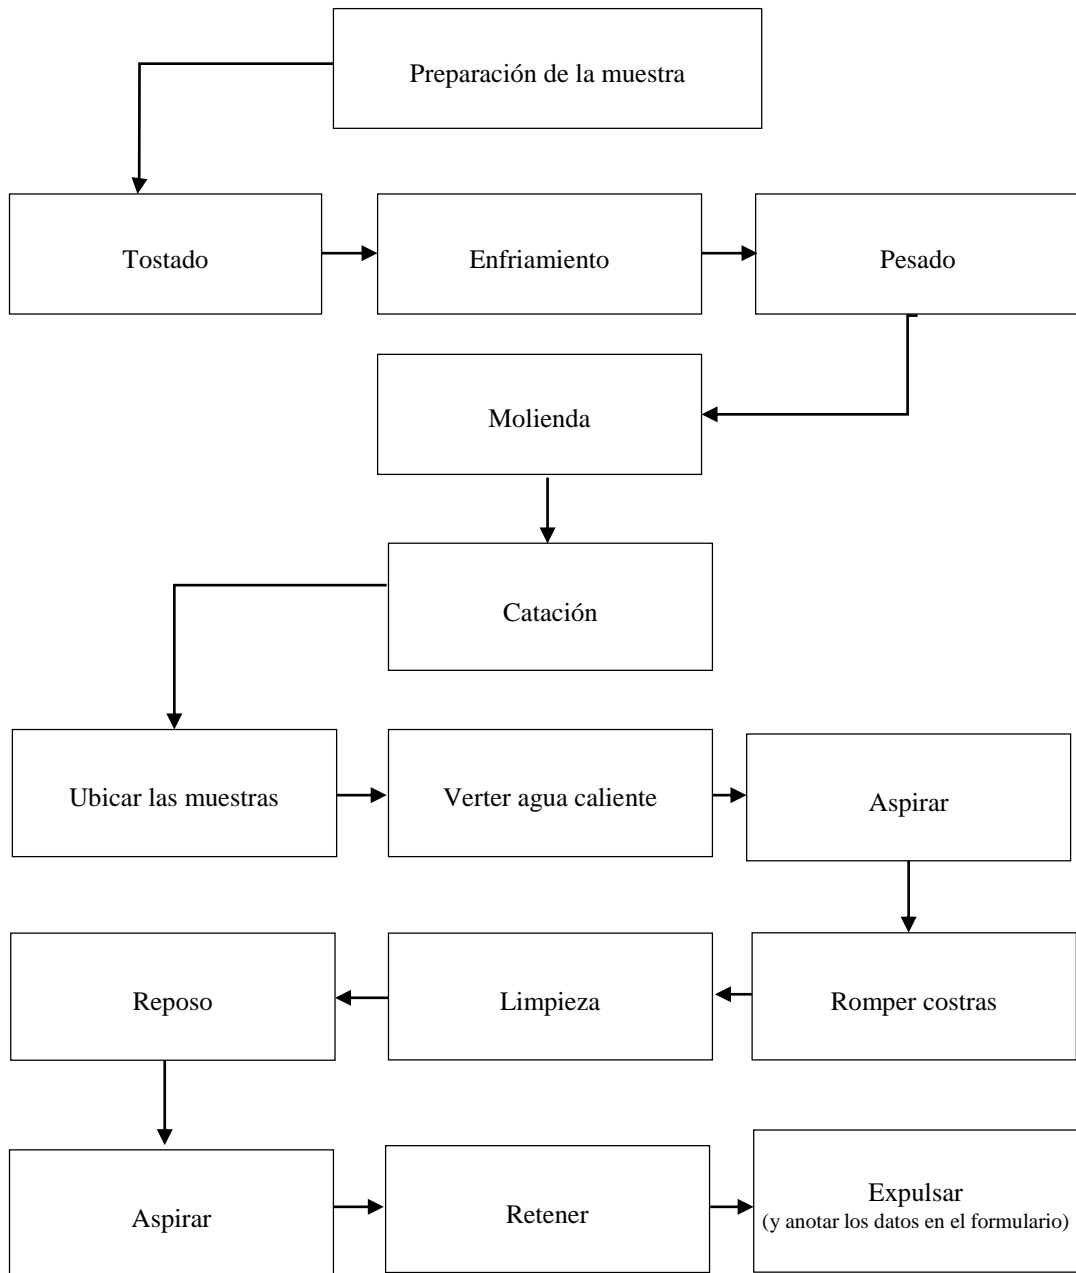 Preparación de la muestra
Tostado
Enfriamiento
Pesado
Molienda
Catación
Ubicar las muestras
Verter agua caliente
Aspirar
Reposo
Limpieza
Romper costras
Aspirar
Retener
Expulsar
(y anotar los datos en el formulario)